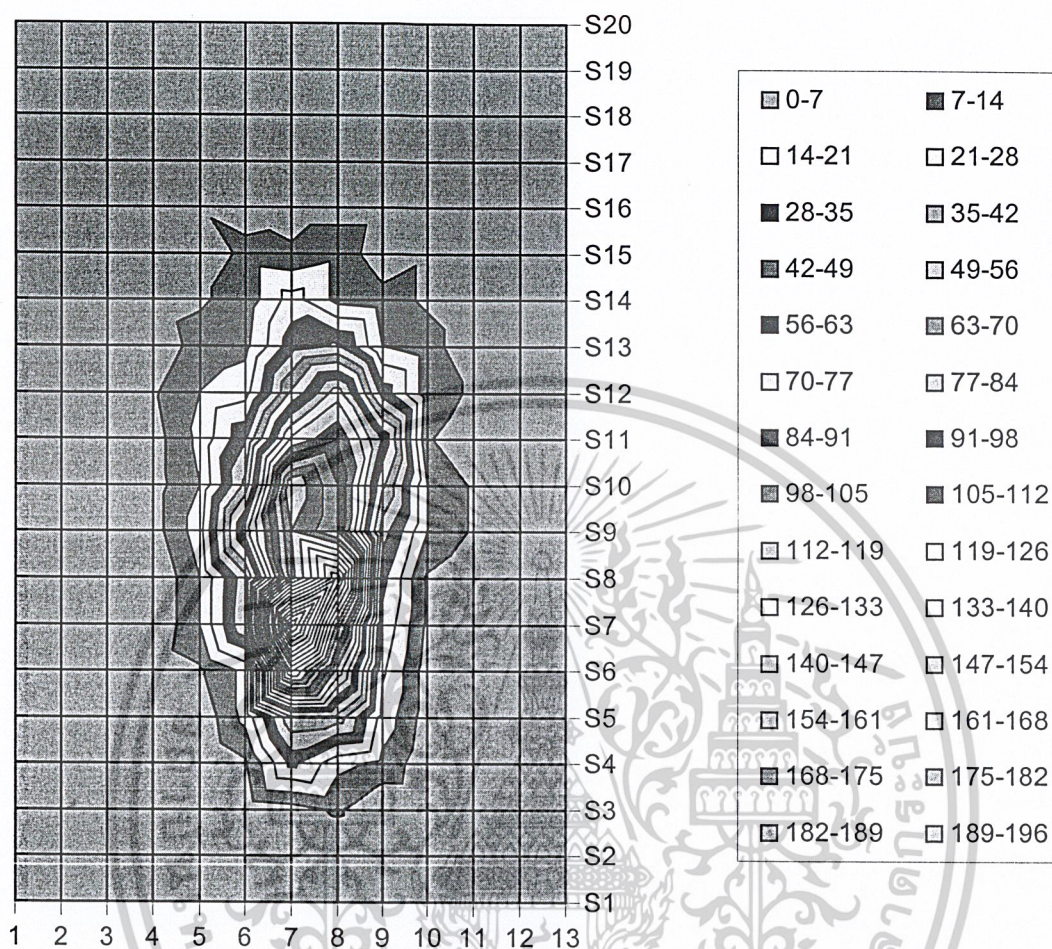 S20
S19
S18
S17
S16
S15
S14
S13
S12
S11
S10
S9
S8
S7
S6
S5
S4
S3
S2
S1
1 2 3 4 5 6 7 8 9 10 11 12 13
0-7 7-14
14-21 21-28
28-35 35-42
42-49 49-56
56-63 63-70
70-77 77-84
84-91 91-98
98-105 105-112
112-119 119-126
126-133 133-140
140-147 147-154
154-161 161-168
168-175 175-182
182-189 189-196